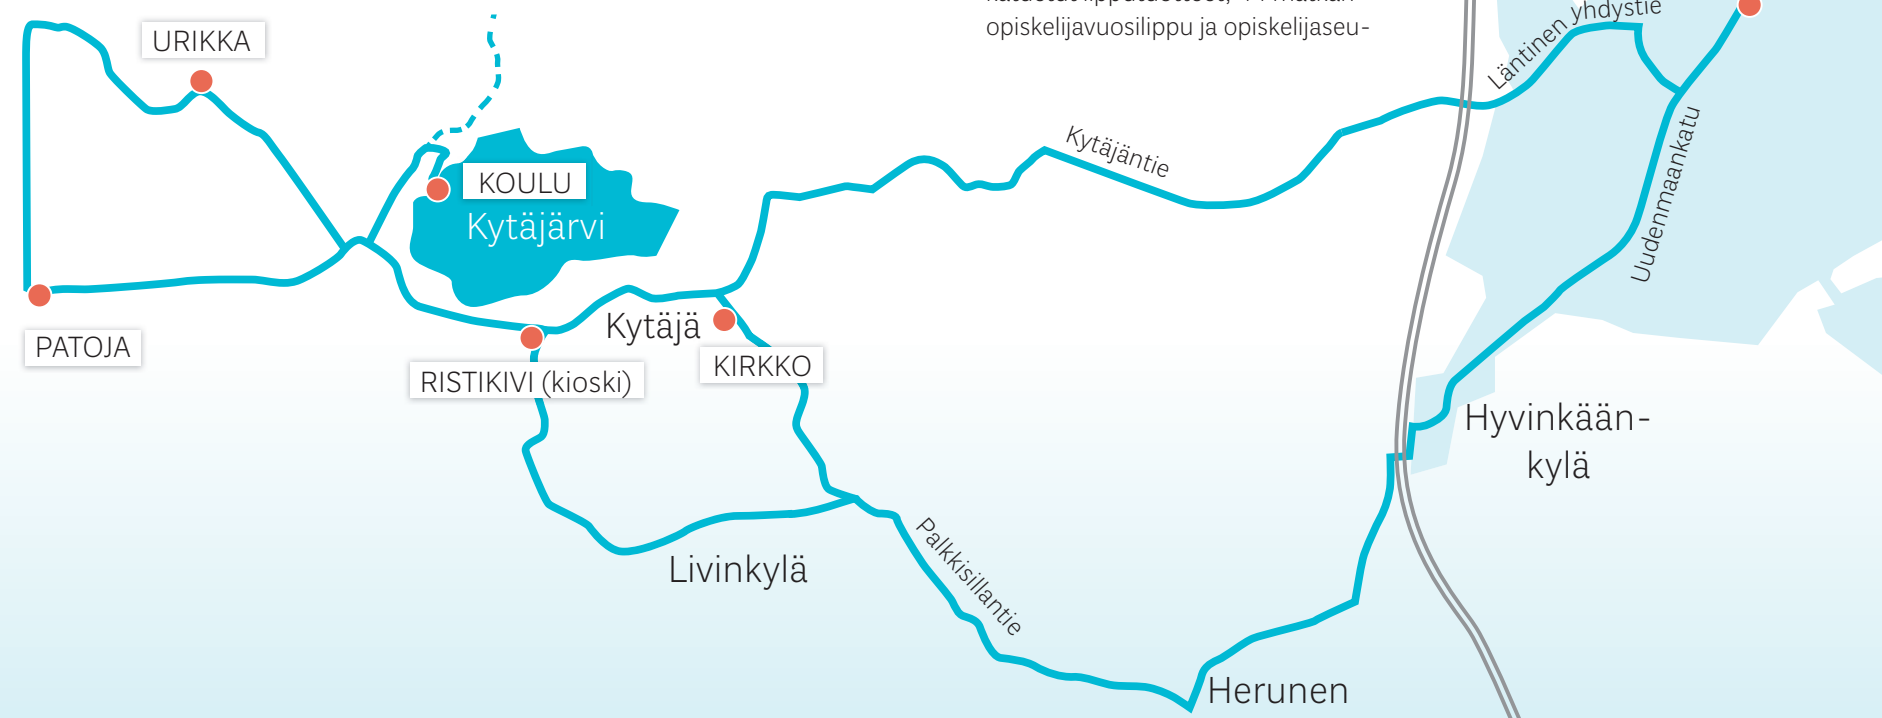 opiskelijavuosilippu ja opiskelijaseu-
URIKKA
Läntinen yhdystie
KOULU
Kytäjärvi
Kytäjäntie
Uudenmaankatu
PATOJA
Kytäjä
KIRKKO
RISTIKIVI (kioski)
Hyvinkään-
kylä
Livinkylä
Palkkisillantie
Herunen